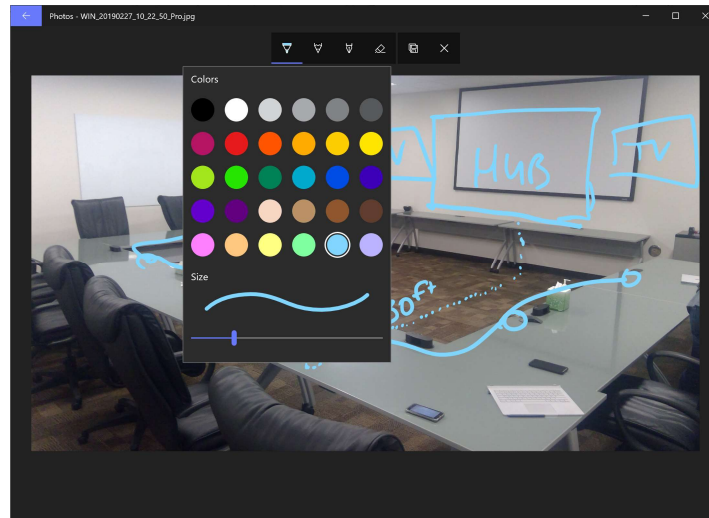 Photos - WIN_20190227_10_22_50_Pro.jpg
Colors
Size
V
HUB
TV
30ft